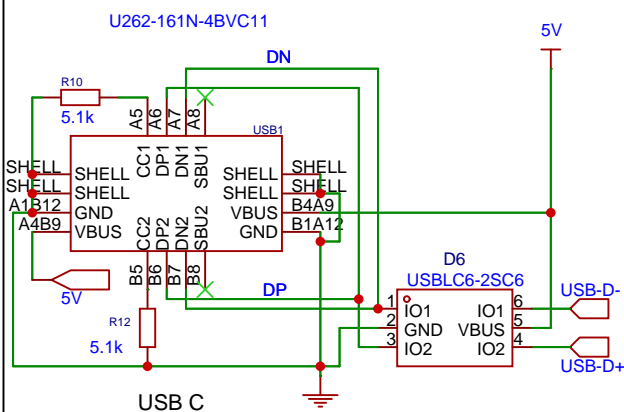 U262-161N-4BVC11
5V
DN
R10
5.1k
A5
A6
A7
A8
USB1
CC1
DP1
DN1
SBU1
SHELL
SHELL
SHELL
SHELL
SHELL
SHELL
SHELL
SHELL
A1B12
GND
VBUS
B4A9
A4B9
VBUS
GND
B1A12
CC2
DP2
DN2
SBU2
B5
B6
B7
B8
5V
DP
R12
5.1k
D6
USBLC6-2SC6
1
IO1
IO1
6
USB-D-
2
GND
VBUS
5
3
IO2
IO2
4
USB-D+
USB C